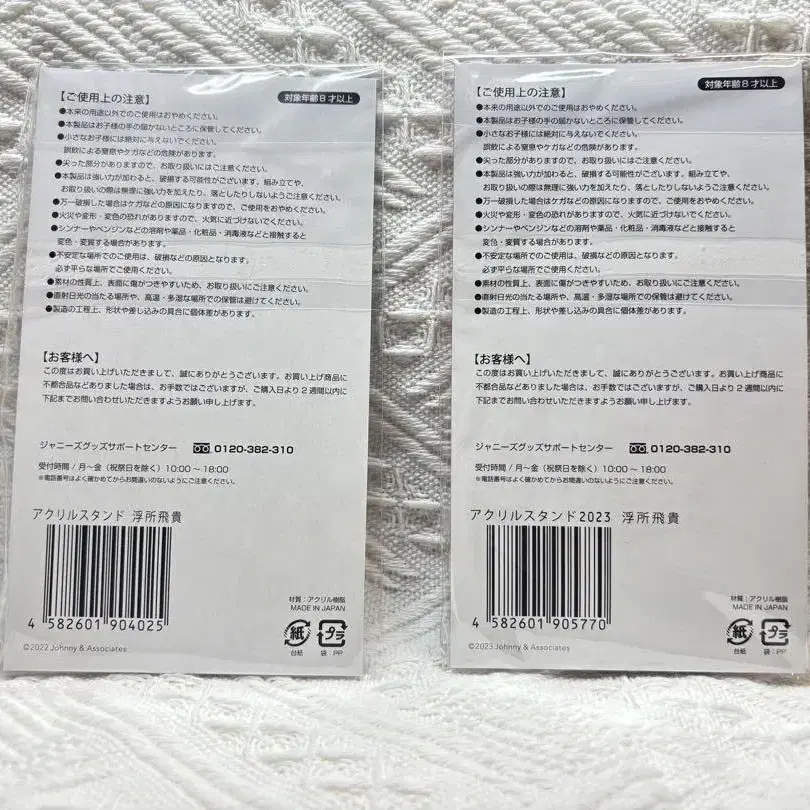 【ご使用上の注意】
対象年齢8才以上
●本来の用途以外でのご使用はおやめください。
●本製品はお子様の手の届かないところに保管してください。
●小さなお子様には絶対に与えないでください。
誤飲による窒息やケガなどの危険があります。
●尖った部分がありますので、お取り扱いにはご注意ください。
●本製品は強い力が加わると、破損する可能性がございます。組み立てや、
お取り扱いの際は無理に強い力を加えたり、落としたりしないようご注意ください。
●万一破損した場合はケガなどの原因になりますので、ご使用をおやめください。
●火災や変形・変色の恐れがありますので、火気に近づけないでください。
●シンナーやベンジンなどの溶剤や薬品・化粧品・消毒液などと接触すると
変色・変質する場合があります。
●不安定な場所でのご使用は、破損などの原因となります。
必ず平らな場所でご使用ください。
●素材の性質上、表面に傷がつきやすいため、お取り扱いにご注意ください。
●直射日光の当たる場所や、高温・多湿な場所での保管は避けてください。
●製造の工程上、形状や差し込みの具合に個体差があります。
【お客様へ】
この度はお買い上げいただきまして、誠にありがとうございます。お買い上げ商品に
不都合品などありました場合は、お手数ではございますが、ご購入日より2週間以内に
下記までお問い合わせいただきますようお願い申し上げます。
ジャニーズグッズサポートセンター 0120-382-310
受付時間 / 月～金（祝祭日を除く）10:00～18:00
※電話番号はよく確かめてからお間違いのないようにご注意ください。
アクリルスタンド 浮所飛貴
4 582601 904025
材質：アクリル樹脂
MADE IN JAPAN
紙 プラ
台紙 袋：PP
©2022 Johnny & Associates
【ご使用上の注意】
対象年齢8才以上
●本来の用途以外でのご使用はおやめください。
●本製品はお子様の手の届かないところに保管してください。
●小さなお子様には絶対に与えないでください。
誤飲による窒息やケガなどの危険があります。
●尖った部分がありますので、お取り扱いにはご注意ください。
●本製品は強い力が加わると、破損する可能性がございます。組み立てや、
お取り扱いの際は無理に強い力を加えたり、落としたりしないようご注意ください。
●万一破損した場合はケガなどの原因になりますので、ご使用をおやめください。
●火災や変形・変色の恐れがありますので、火気に近づけないでください。
●シンナーやベンジンなどの溶剤や薬品・化粧品・消毒液などと接触すると
変色・変質する場合があります。
●不安定な場所でのご使用は、破損などの原因となります。
必ず平らな場所でご使用ください。
●素材の性質上、表面に傷がつきやすいため、お取り扱いにご注意ください。
●直射日光の当たる場所や、高温・多湿な場所での保管は避けてください。
●製造の工程上、形状や差し込みの具合に個体差があります。
【お客様へ】
この度はお買い上げいただきまして、誠にありがとうございます。お買い上げ商品に
不都合品などありました場合は、お手数ではございますが、ご購入日より2週間以内に
下記までお問い合わせいただきますようお願い申し上げます。
ジャニーズグッズサポートセンター 0120-382-310
受付時間 / 月～金（祝祭日を除く）10:00～18:00
※電話番号はよく確かめてからお間違いのないようにご注意ください。
アクリルスタンド2023 浮所飛貴
4 582601 905770
材質：アクリル樹脂
MADE IN JAPAN
紙 プラ
台紙 袋：PP
©2023 Johnny & Associates